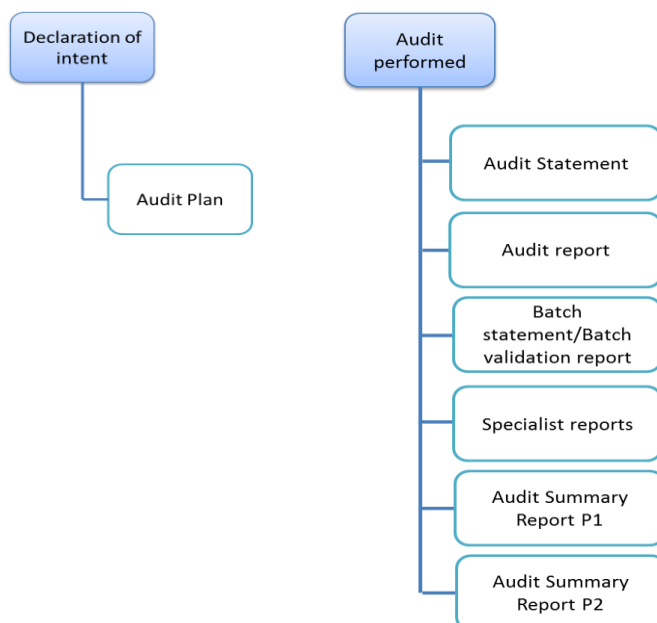 Declaration of
intent
Audit Plan
Audit
performed
Audit Statement
Audit report
Batch
statement/Batch
validation report
Specialist reports
Audit Summary
Report P1
Audit Summary
Report P2